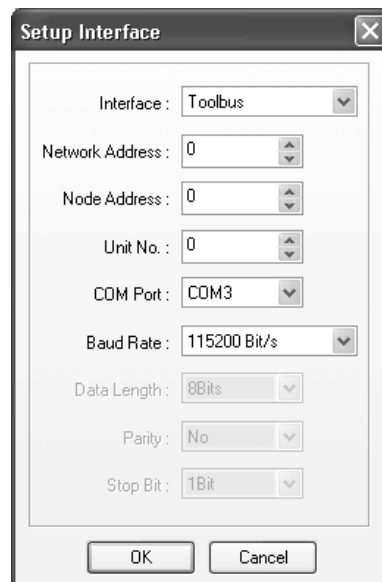 Setup Interface
Interface : Toolbus
Network Address : 0
Node Address : 0
Unit No. : 0
COM Port : COM3
Baud Rate : 115200 Bit/s
Data Length : 8Bits
Parity : No
Stop Bit : 1Bit
OK Cancel